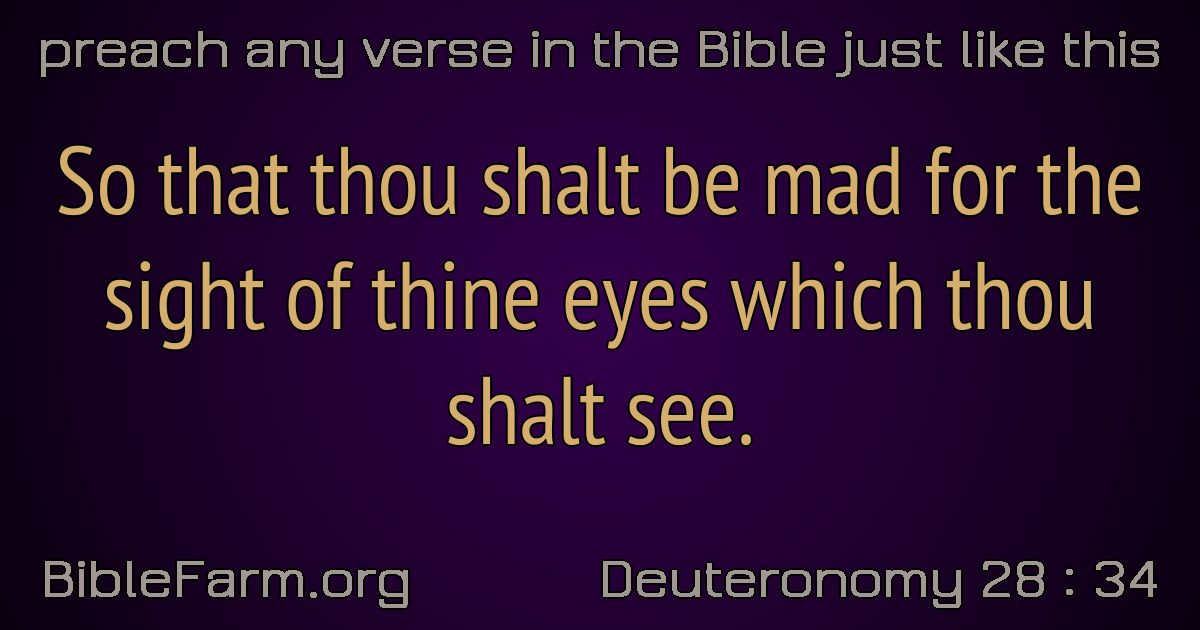 preach any verse in the Bible just like this
So that thou shalt be mad for the
sight of thine eyes which thou
shalt see.
BibleFarm.org
Deuteronomy 28 : 34